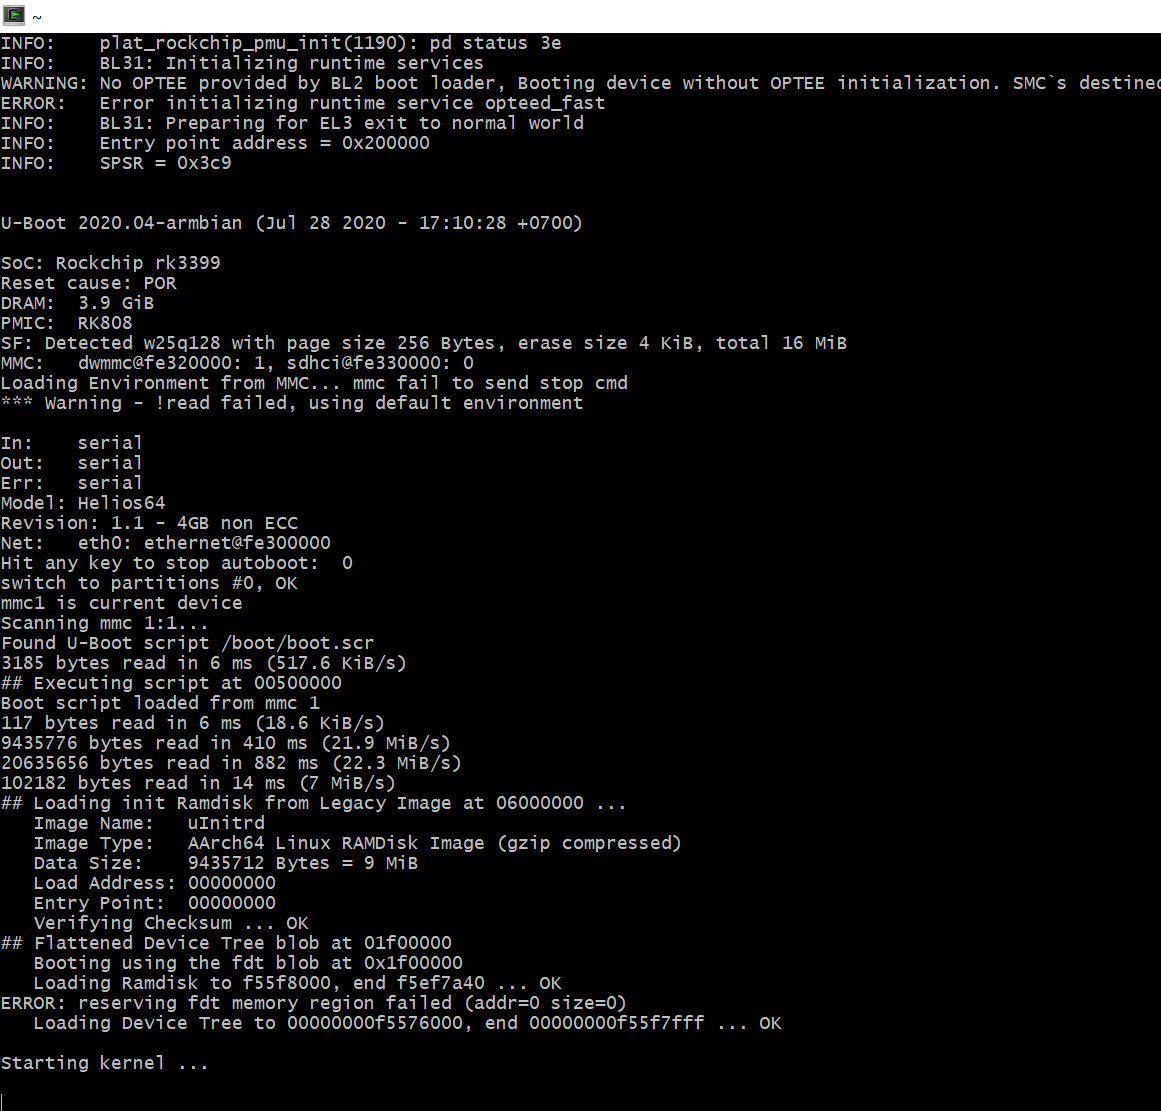 ~
INFO:    plat_rockchip_pmu_init(1190): pd status 3e
INFO:    BL31: Initializing runtime services
WARNING: No OPTEE provided by BL2 boot loader, Booting device without OPTEE initialization. SMC`s destined
ERROR:   Error initializing runtime service opteed_fast
INFO:    BL31: Preparing for EL3 exit to normal world
INFO:    Entry point address = 0x200000
INFO:    SPSR = 0x3c9
U-Boot 2020.04-armbian (Jul 28 2020 - 17:10:28 +0700)
SoC: Rockchip rk3399
Reset cause: POR
DRAM:  3.9 GiB
PMIC:  RK808
SF: Detected w25q128 with page size 256 Bytes, erase size 4 KiB, total 16 MiB
MMC:   dwmmc@fe320000: 1, sdhci@fe330000: 0
Loading Environment from MMC... mmc fail to send stop cmd
*** Warning - !read failed, using default environment
In:    serial
Out:   serial
Err:   serial
Model: Helios64
Revision: 1.1 - 4GB non ECC
Net:   eth0: ethernet@fe300000
Hit any key to stop autoboot:  0
switch to partitions #0, OK
mmc1 is current device
Scanning mmc 1:1...
Found U-Boot script /boot/boot.scr
3185 bytes read in 6 ms (517.6 KiB/s)
## Executing script at 00500000
Boot script loaded from mmc 1
117 bytes read in 6 ms (18.6 KiB/s)
9435776 bytes read in 410 ms (21.9 MiB/s)
20635656 bytes read in 882 ms (22.3 MiB/s)
102182 bytes read in 14 ms (7 MiB/s)
## Loading init Ramdisk from Legacy Image at 06000000 ...
   Image Name:   uInitrd
   Image Type:   AArch64 Linux RAMDisk Image (gzip compressed)
   Data Size:    9435712 Bytes = 9 MiB
   Load Address: 00000000
   Entry Point:  00000000
   Verifying Checksum ... OK
## Flattened Device Tree blob at 01f00000
   Booting using the fdt blob at 0x1f00000
   Loading Ramdisk to f55f8000, end f5ef7a40 ... OK
ERROR: reserving fdt memory region failed (addr=0 size=0)
   Loading Device Tree to 00000000f5576000, end 00000000f55f7fff ... OK
Starting kernel ...